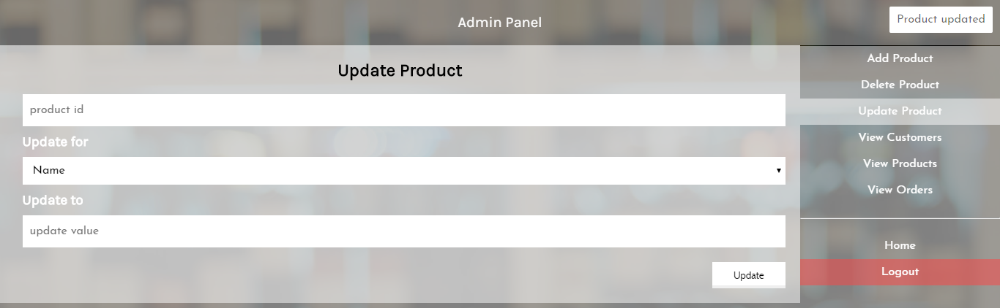 Admin Panel
Product updated
Update Product
product id
Update for
Name
Update to
update value
Update
Add Product
Delete Product
Update Product
View Customers
View Products
View Orders
Home
Logout